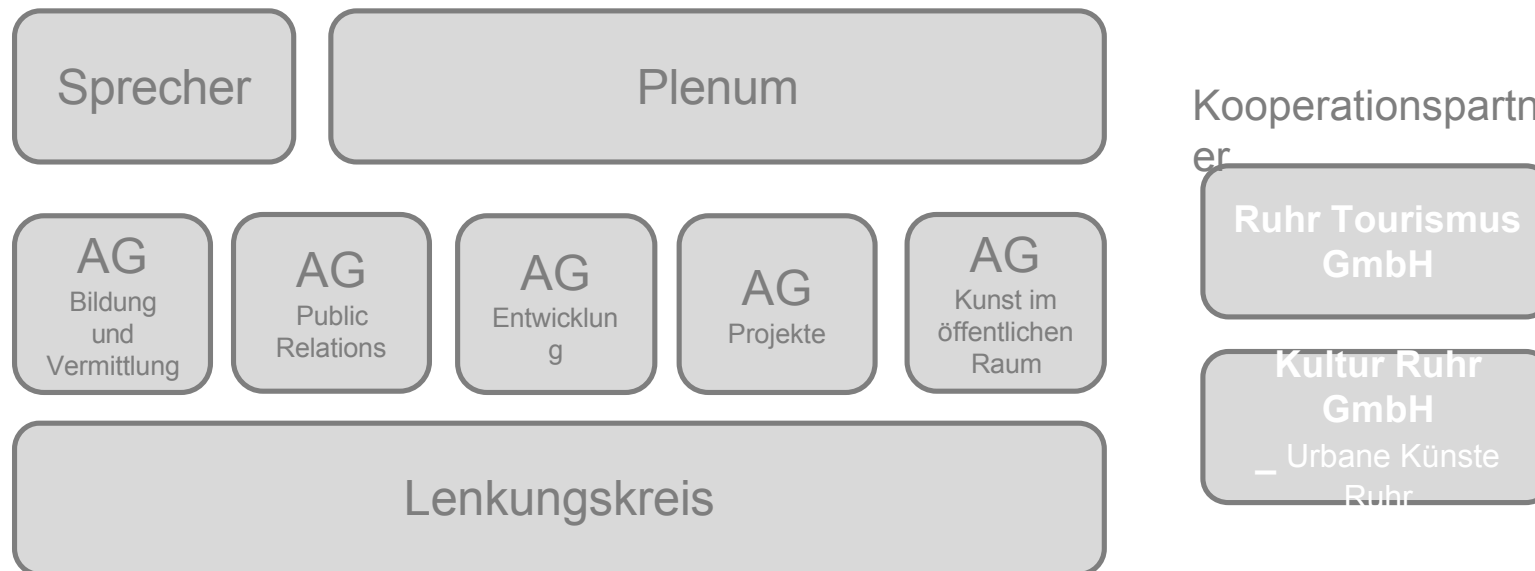 Sprecher
Plenum
Kooperationspartn
er
AG
Bildung
und
Vermittlung
AG
Public
Relations
AG
Entwicklun
g
AG
Projekte
AG
Kunst im
öffentlichen
Raum
Ruhr Tourismus
GmbH
Kultur Ruhr
GmbH
_ Urbane Künste
Ruhr
Lenkungskreis